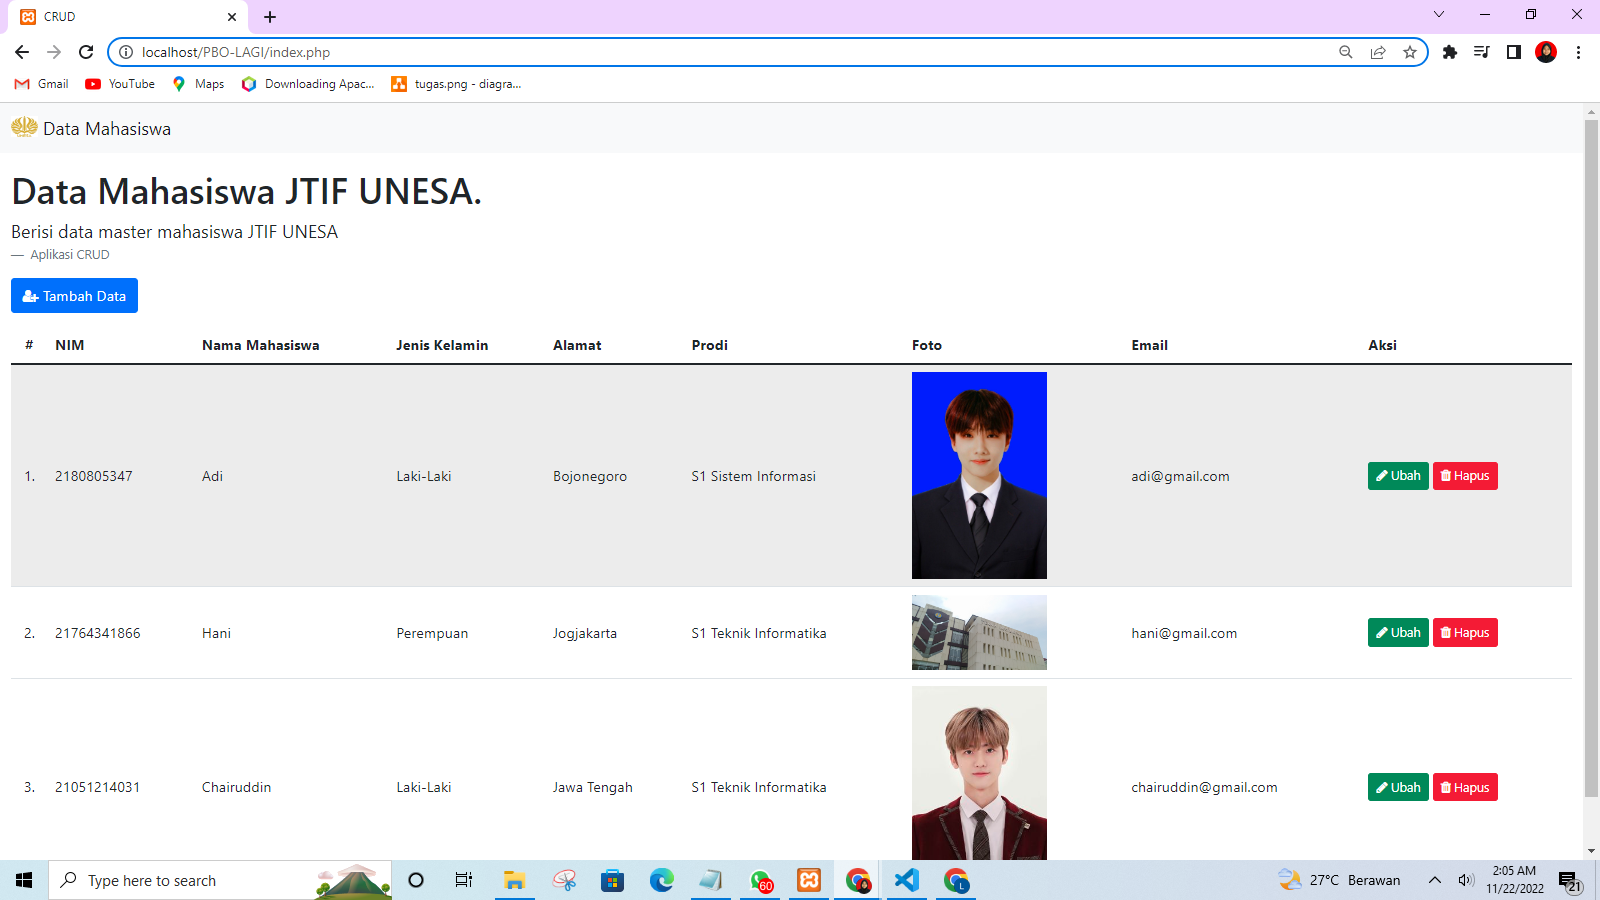 CRUD
localhost/PBO-LAGI/index.php
Gmail YouTube Maps Downloading Apac... tugas.png - diagra...
Data Mahasiswa
Data Mahasiswa JTIF UNESA.
Berisi data master mahasiswa JTIF UNESA
— Aplikasi CRUD
Tambah Data
# NIM Nama Mahasiswa Jenis Kelamin Alamat Prodi Foto Email Aksi
1. 2180805347 Adi Laki-Laki Bojonegoro S1 Sistem Informasi adi@gmail.com Ubah Hapus
2. 21764341866 Hani Perempuan Jogjakarta S1 Teknik Informatika hani@gmail.com Ubah Hapus
3. 21051214031 Chairuddin Laki-Laki Jawa Tengah S1 Teknik Informatika chairuddin@gmail.com Ubah Hapus
Type here to search 60 L 27°C Berawan 2:05 AM
11/22/2022 21